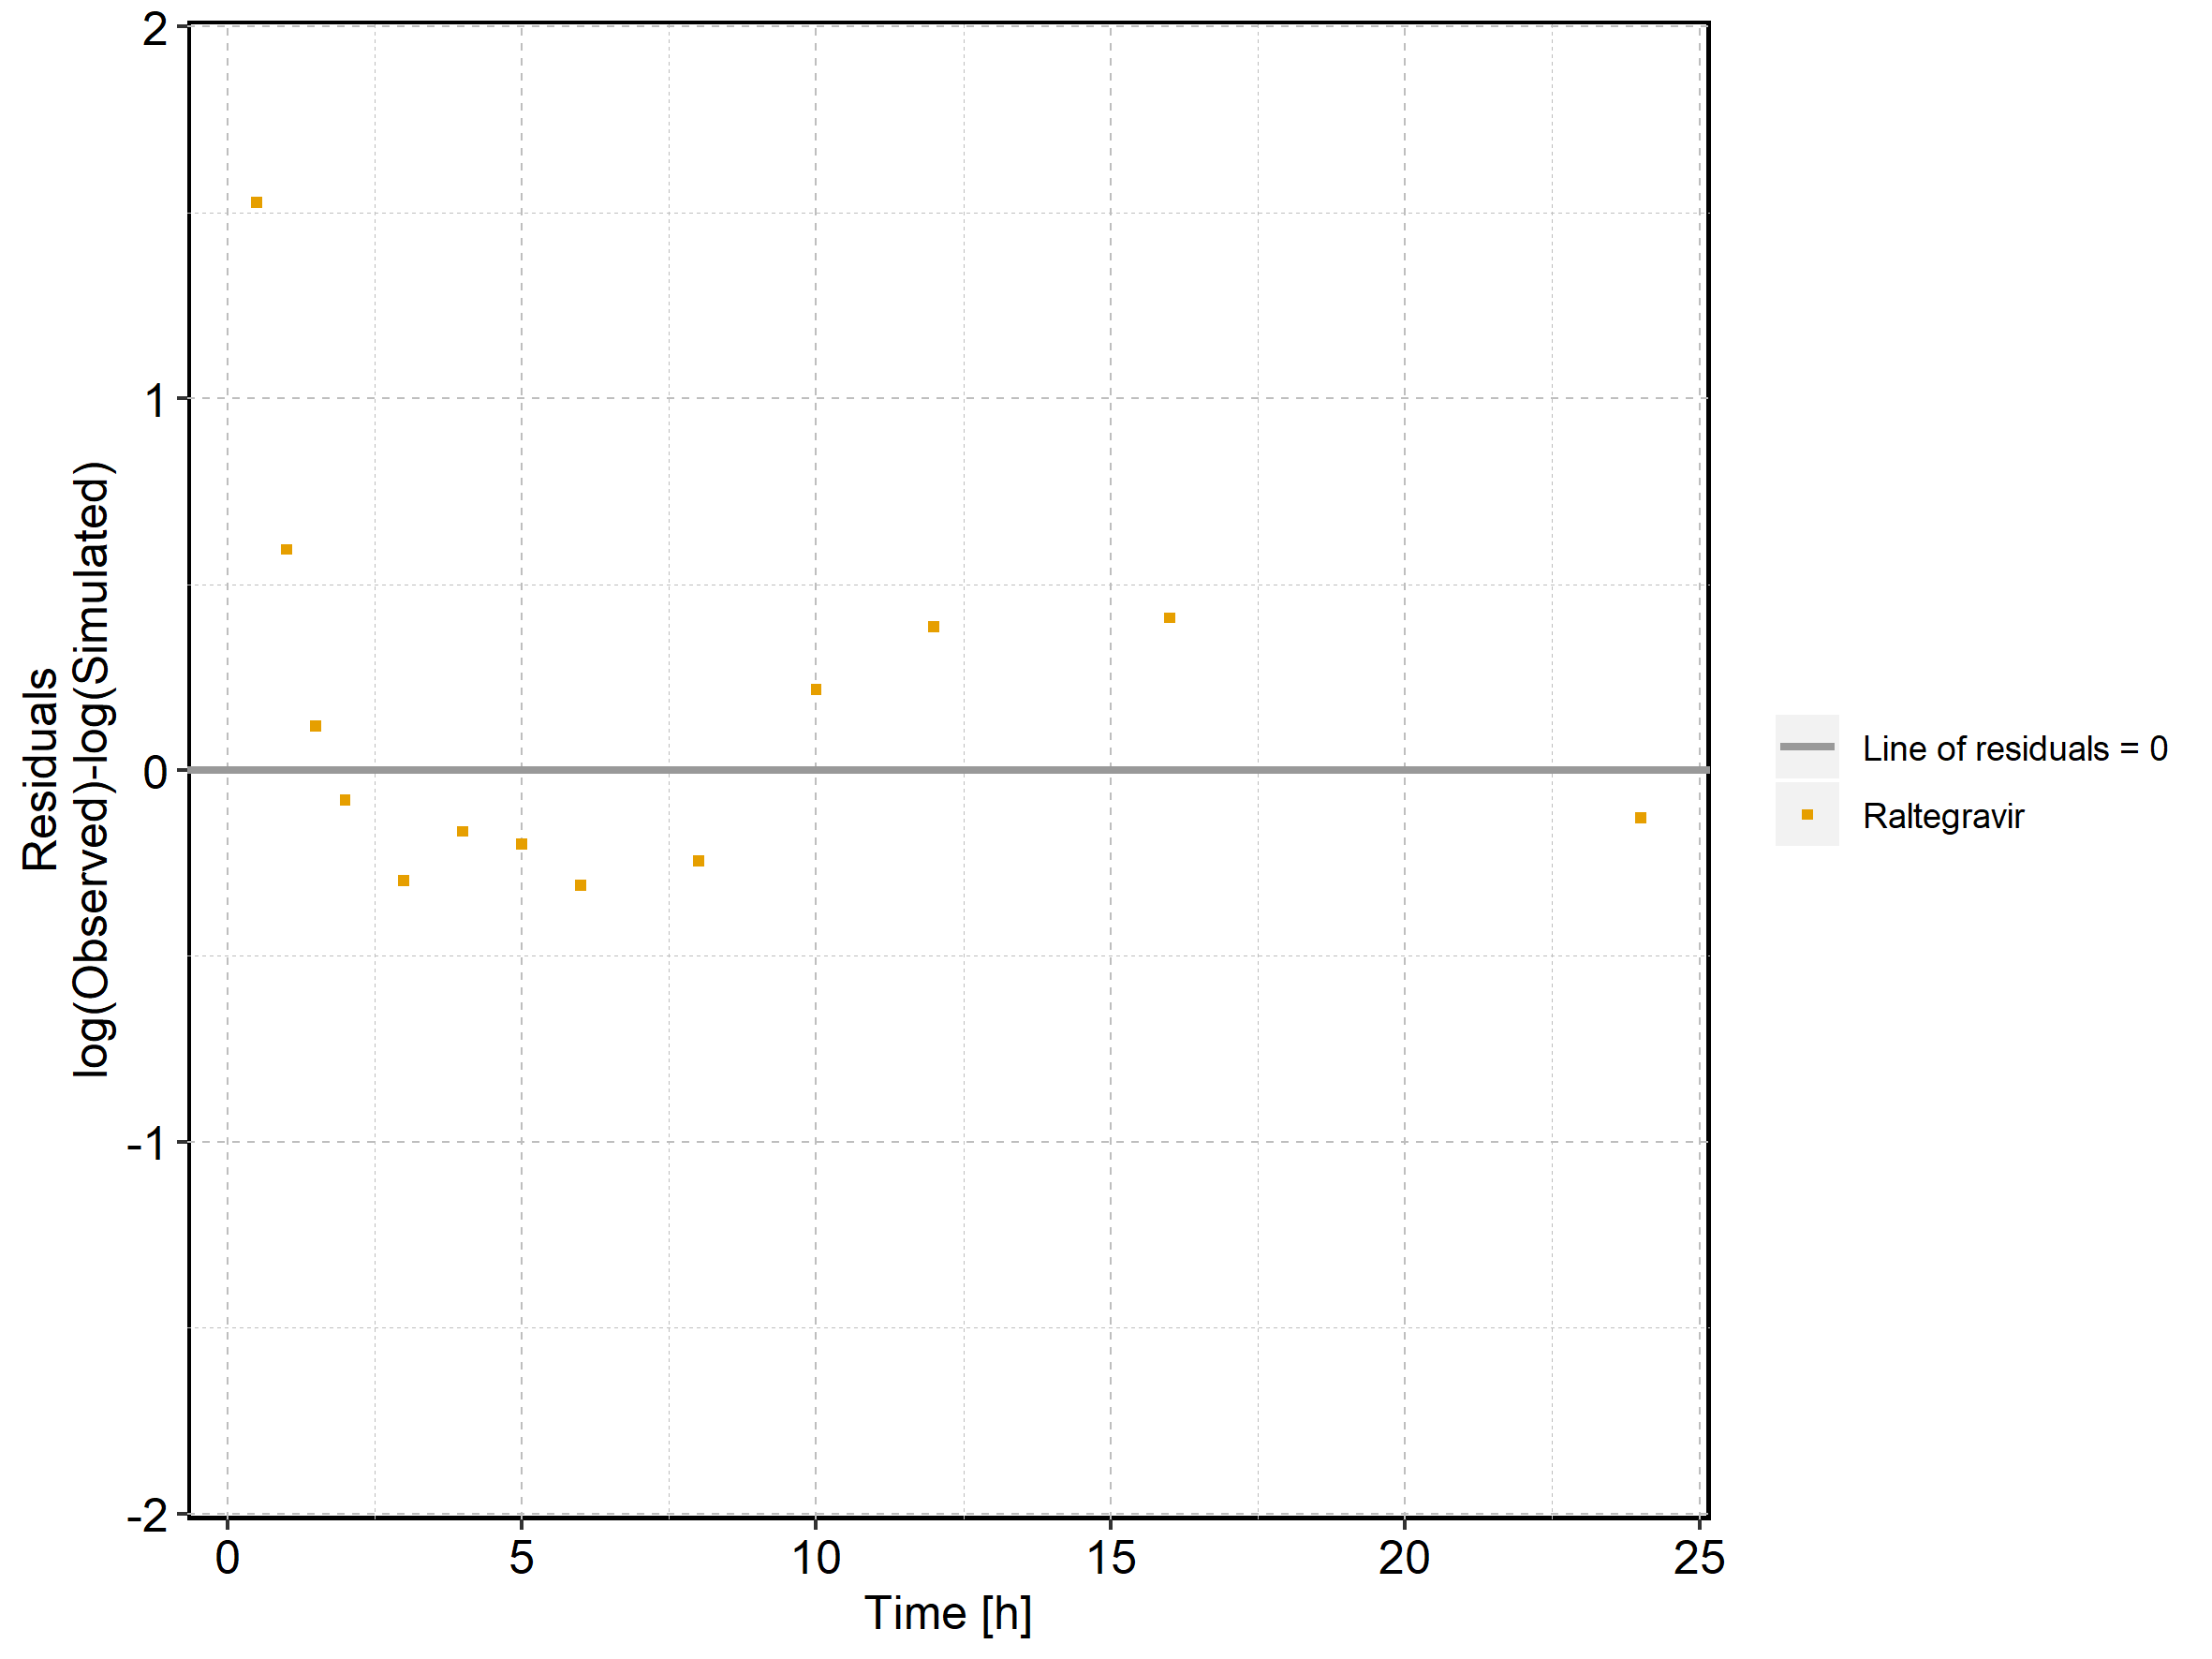 Residuals
log(Observed)-log(Simulated)
2
1
0
-1
-2
0 5 10 15 20 25
Time [h]
Line of residuals = 0
Raltegravir